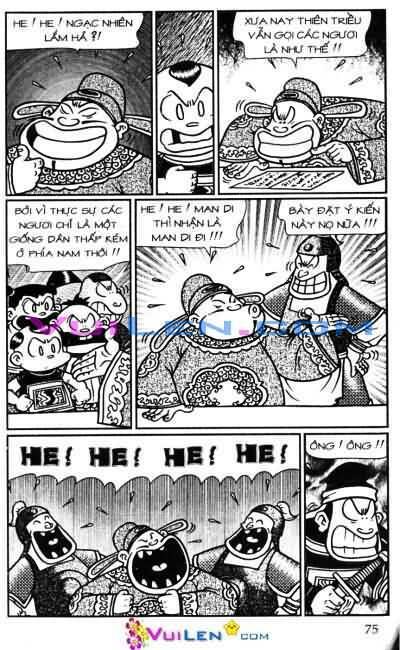 HE! HE! NGẠC NHIÊN
LẮM HẢ?!
XƯA NAY THIÊN TRIỀU
VẪN GỌI CÁC NGƯƠI
LÀ NHƯ THẾ!!
BỞI VÌ THỰC SỰ CÁC
NGƯƠI CHỈ LÀ MỘT
GIỐNG DÂN THẤP KÉM
Ở PHÍA NAM THÔI!!
HE! HE! MAN DI
THÌ NHẬN LÀ
MAN DI ĐI!!!
BÀY ĐẶT Ý KIẾN
NÀY NỌ NỮA!!!
VUILEN.COM
HE! HE! HE! HE!
ÔNG! ÔNG!!
75
VUILEN.COM